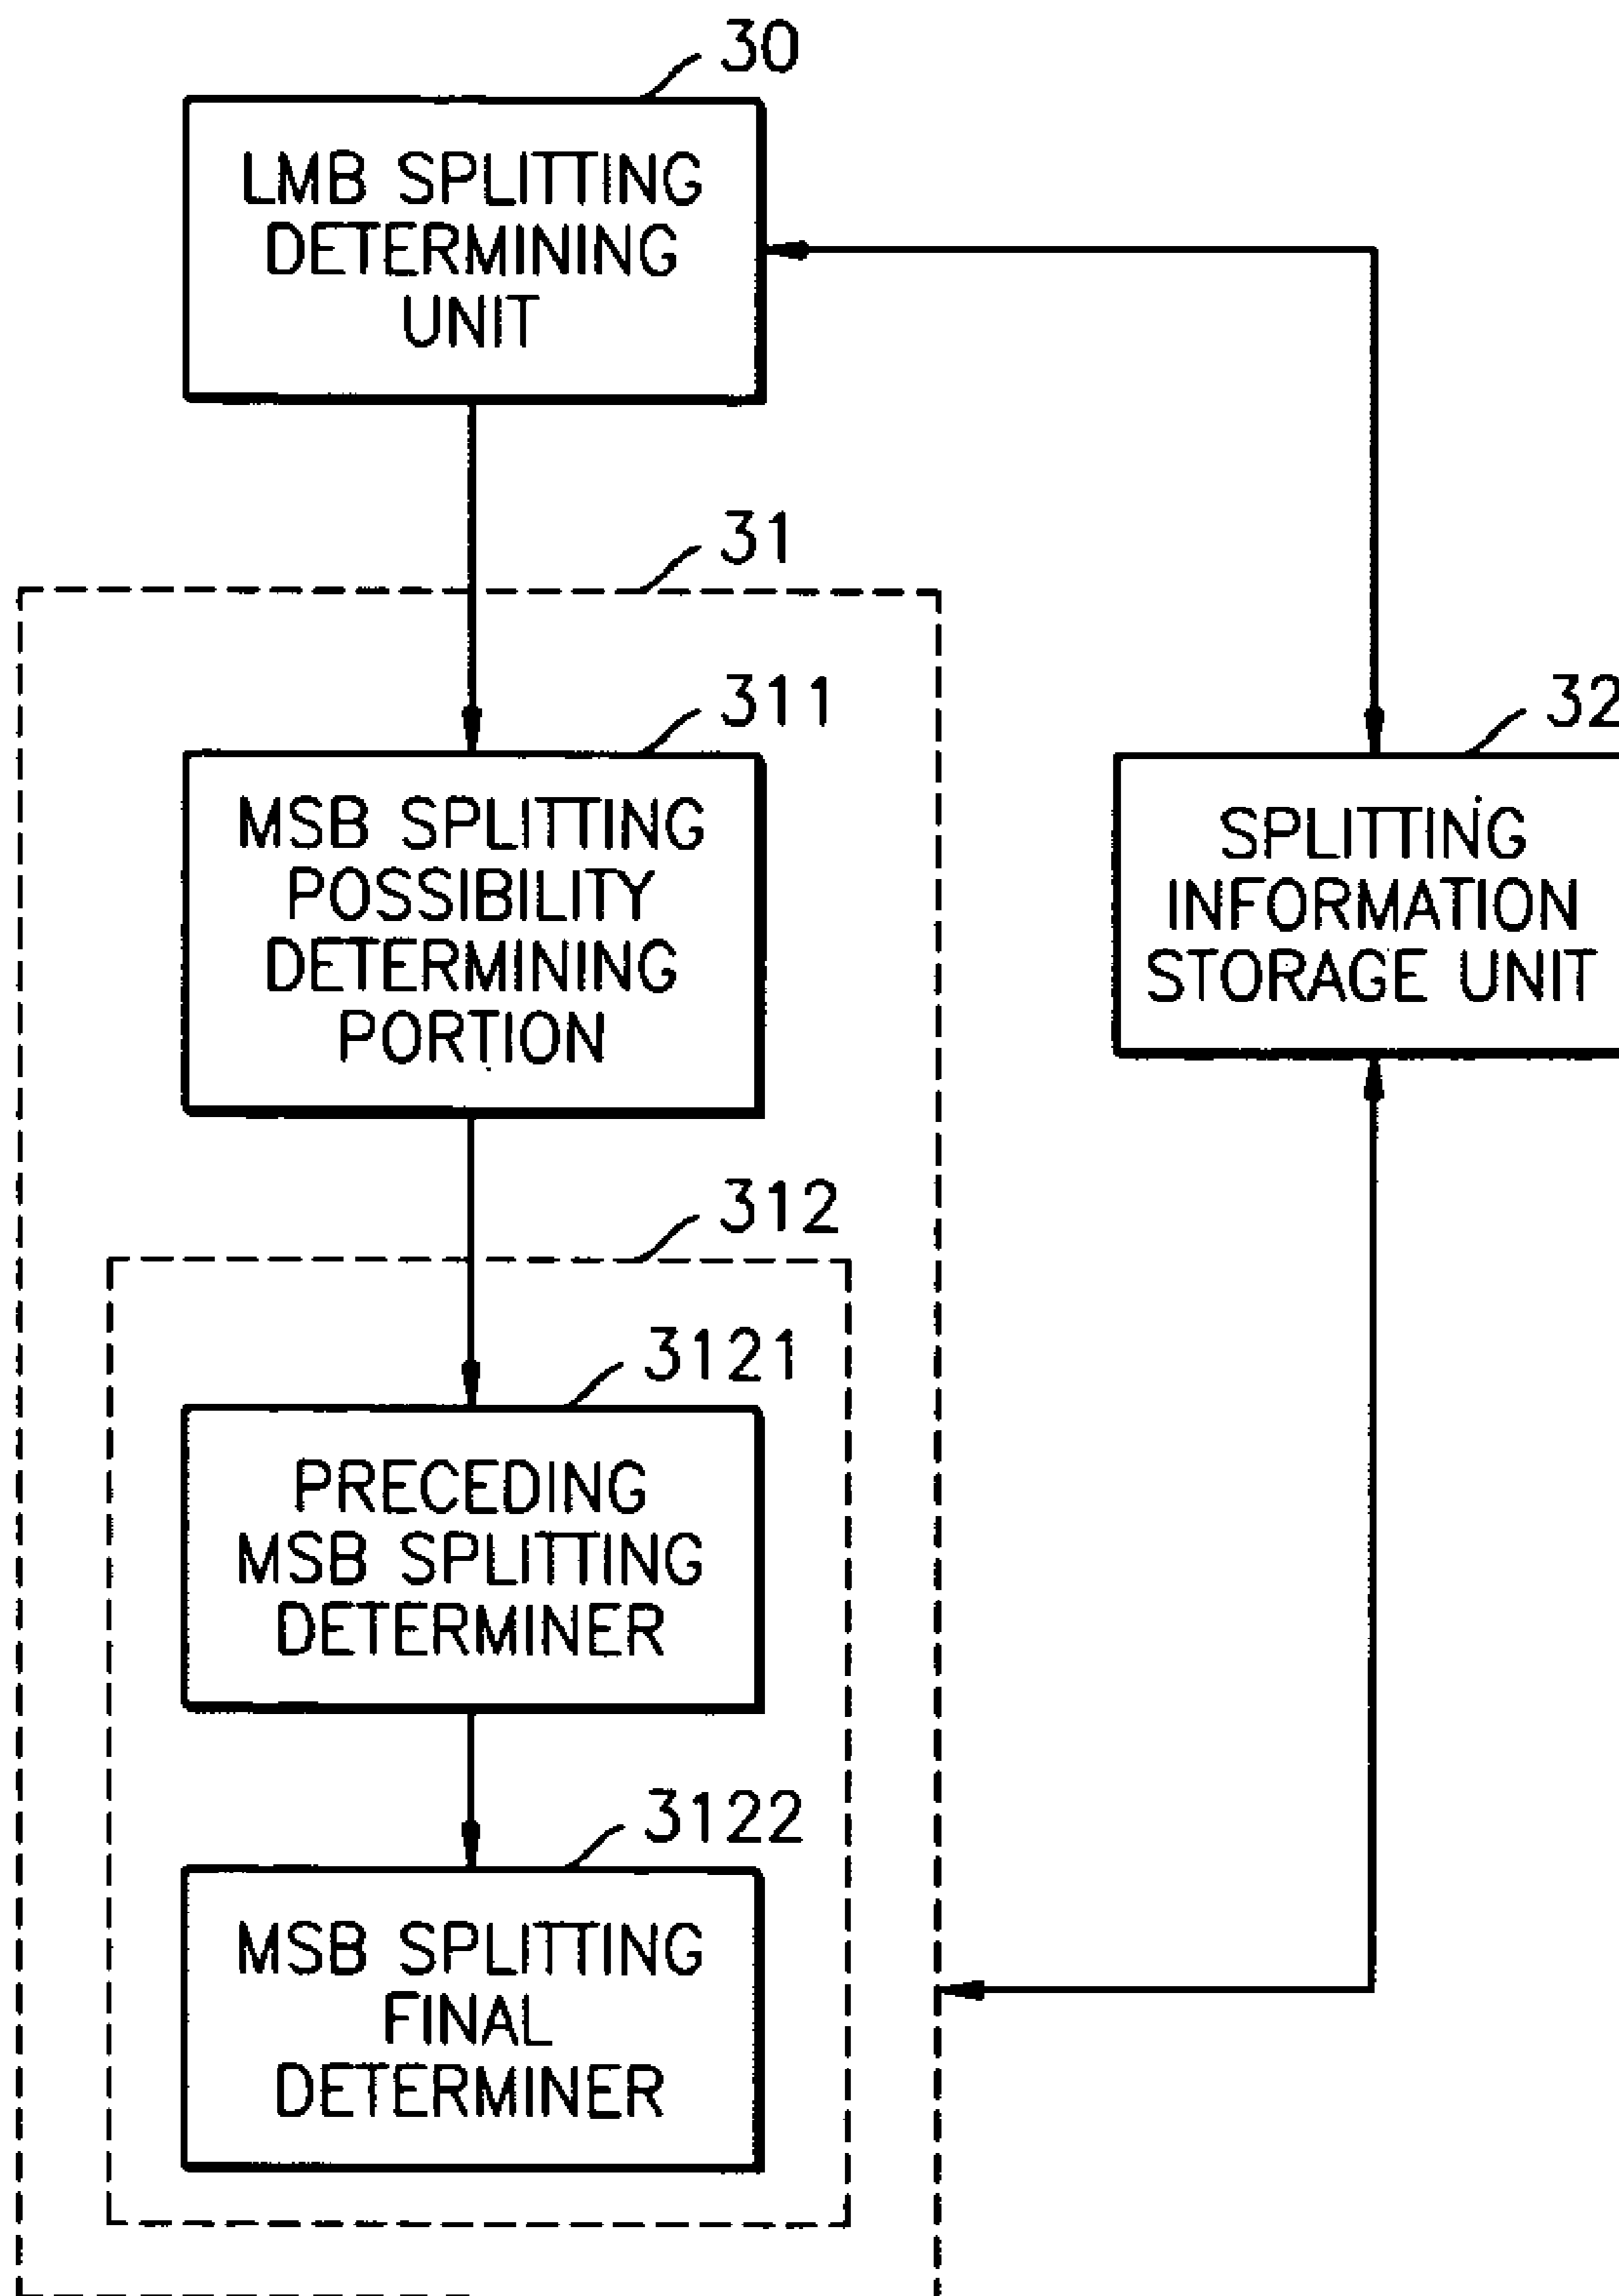 30
LMB SPLITTING
DETERMINING
UNIT
31
311
MSB SPLITTING
POSSIBILITY
DETERMINING
PORTION
32
SPLITTING
INFORMATION
STORAGE UNIT
312
3121
PRECEDING
MSB SPLITTING
DETERMINER
3122
MSB SPLITTING
FINAL
DETERMINER